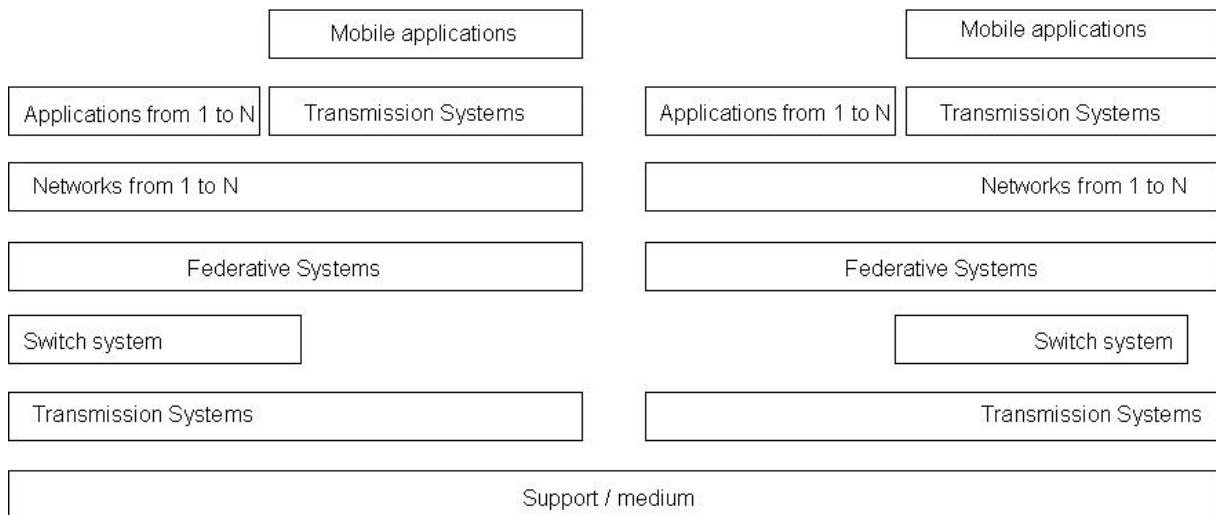 Mobile applications
Mobile applications
Applications from 1 to N
Transmission Systems
Applications from 1 to N
Transmission Systems
Networks from 1 to N
Networks from 1 to N
Federative Systems
Federative Systems
Switch system
Switch system
Transmission Systems
Transmission Systems
Support / medium